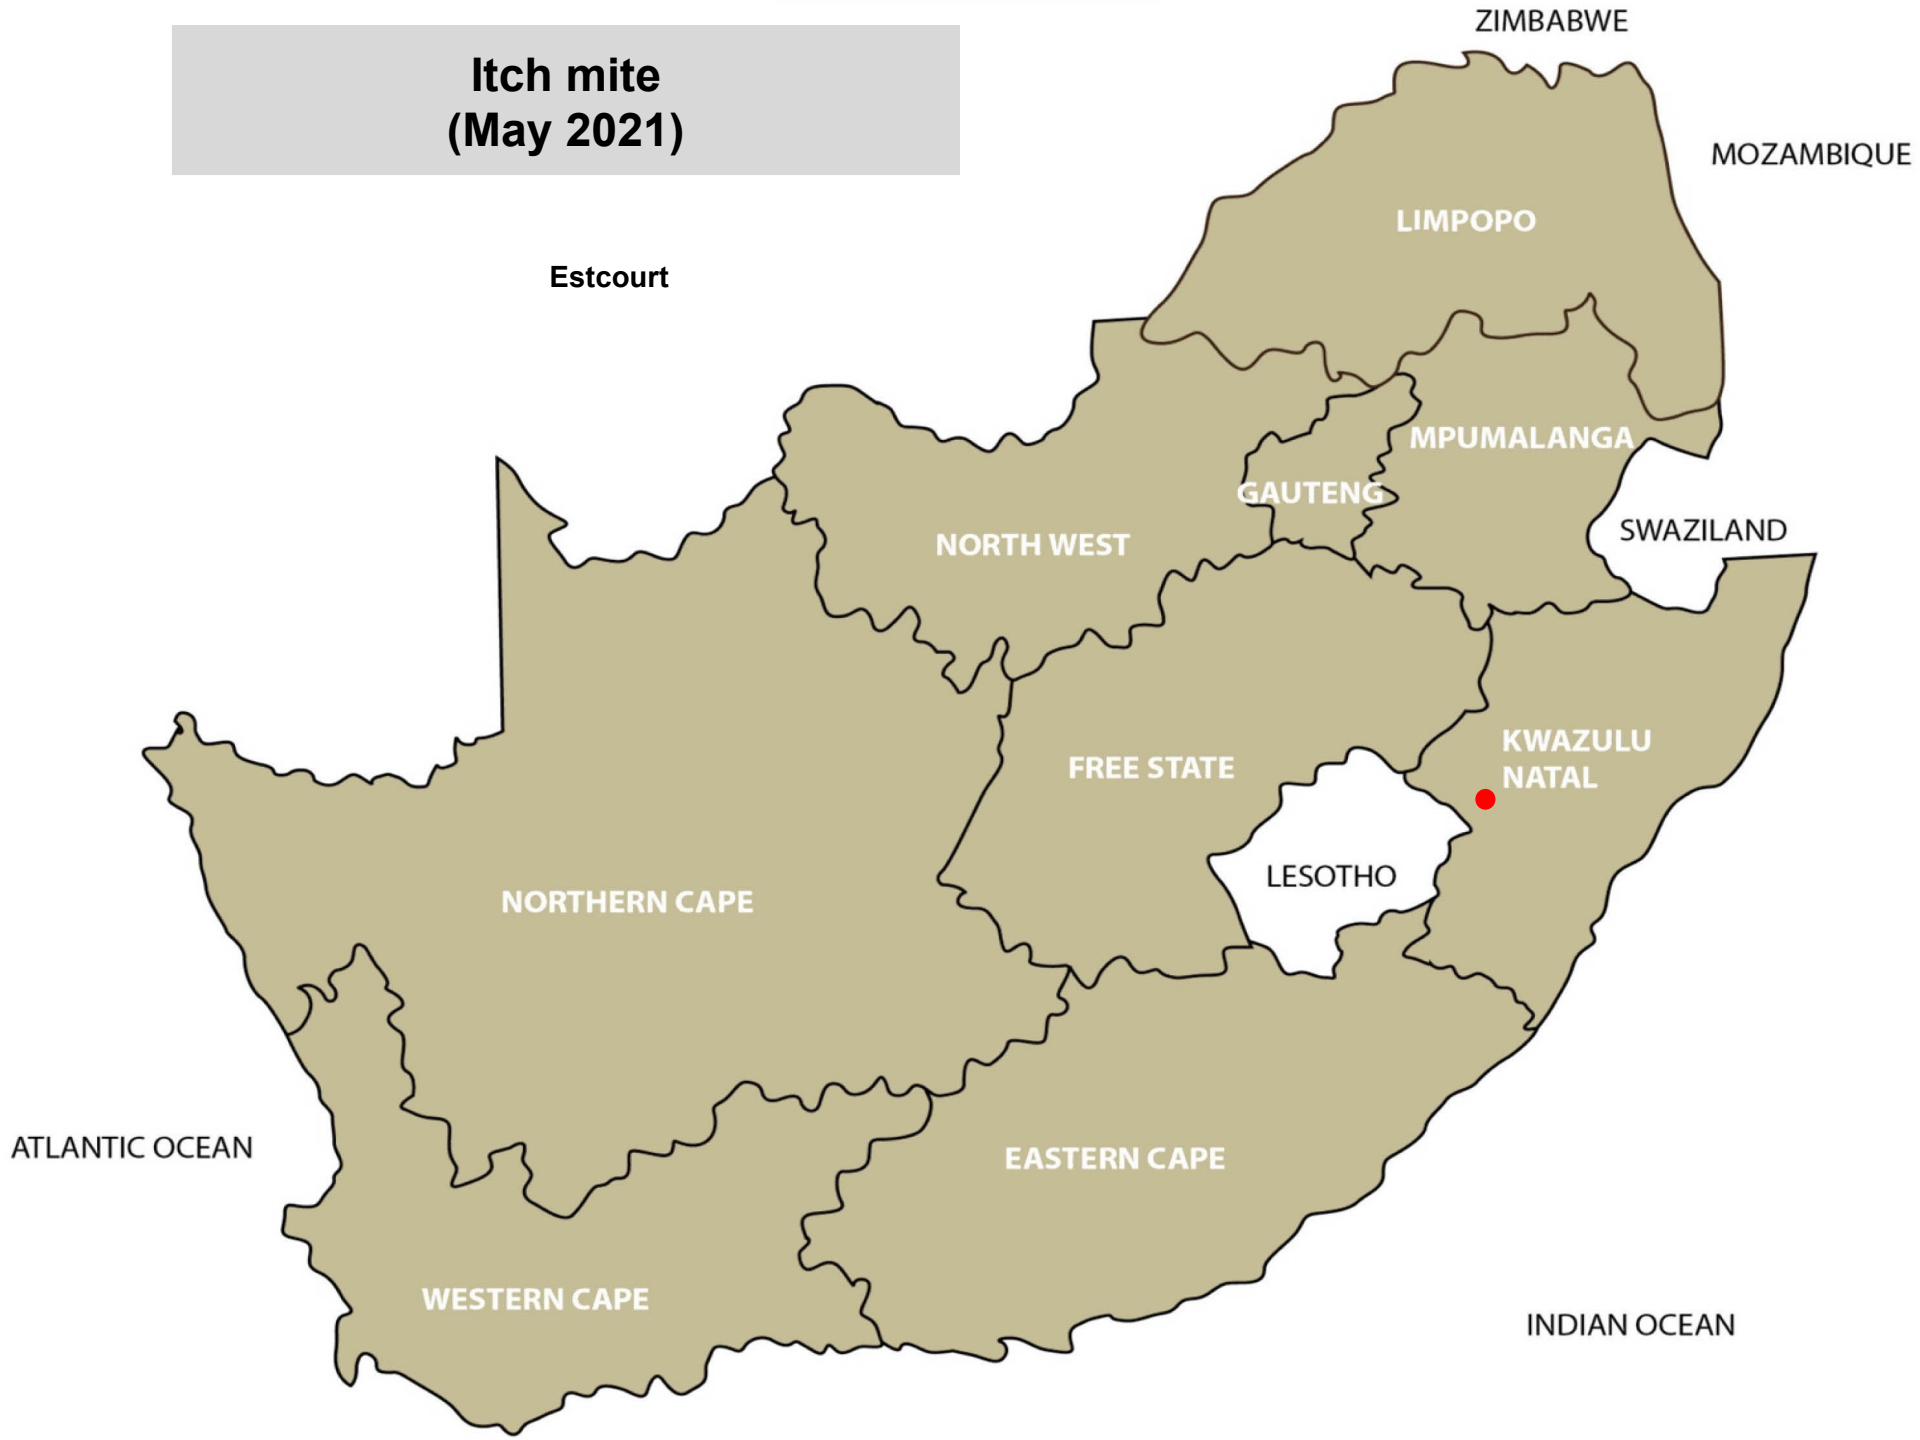 ZIMBABWE
Itch mite
(May 2021)
MOZAMBIQUE
LIMPOPO
Estcourt
MPUMALANGA
GAUTENG
SWAZILAND
NORTH WEST
KWAZULU
NATAL
FREE STATE
LESOTHO
NORTHERN CAPE
ATLANTIC OCEAN
EASTERN CAPE
WESTERN CAPE
INDIAN OCEAN